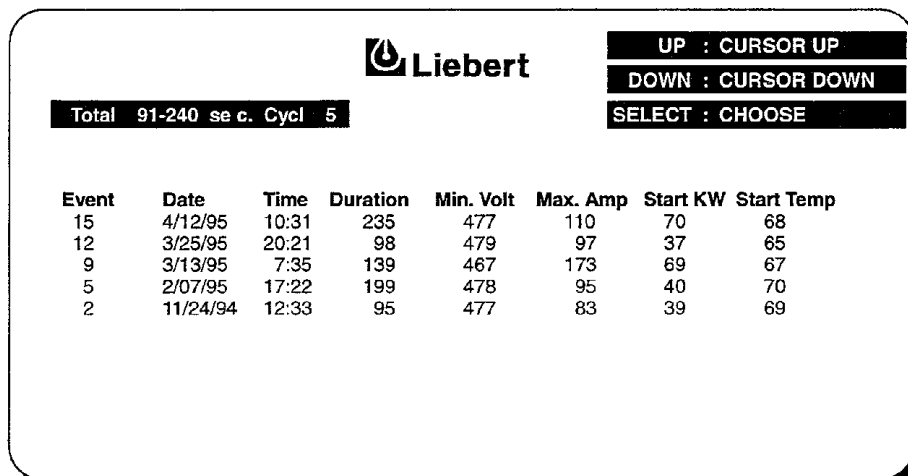 Liebert
UP : CURSOR UP
DOWN : CURSOR DOWN
SELECT : CHOOSE
Total 91-240 se c. Cycl 5
Event Date Time Duration Min. Volt Max. Amp Start KW Start Temp
15 4/12/95 10:31 235 477 110 70 68
12 3/25/95 20:21 98 479 97 37 65
9 3/13/95 7:35 139 467 173 69 67
5 2/07/95 17:22 199 478 95 40 70
2 11/24/94 12:33 95 477 83 39 69